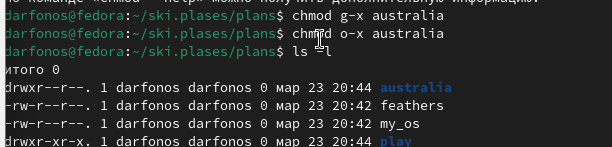 darfonos@fedora:~/ski.plases/plans$ chmod g-x australia
darfonos@fedora:~/ski.plases/plans$ chmod o-x australia
darfonos@fedora:~/ski.plases/plans$ ls -l
итого 0
drwxr--r--. 1 darfonos darfonos 0 мар 23 20:44 australia
-rw-r--r--. 1 darfonos darfonos 0 мар 23 20:42 feathers
-rw-r--r--. 1 darfonos darfonos 0 мар 23 20:42 my_os
drwxr-xr-x. 1 darfonos darfonos 0 мар 23 20:44 play